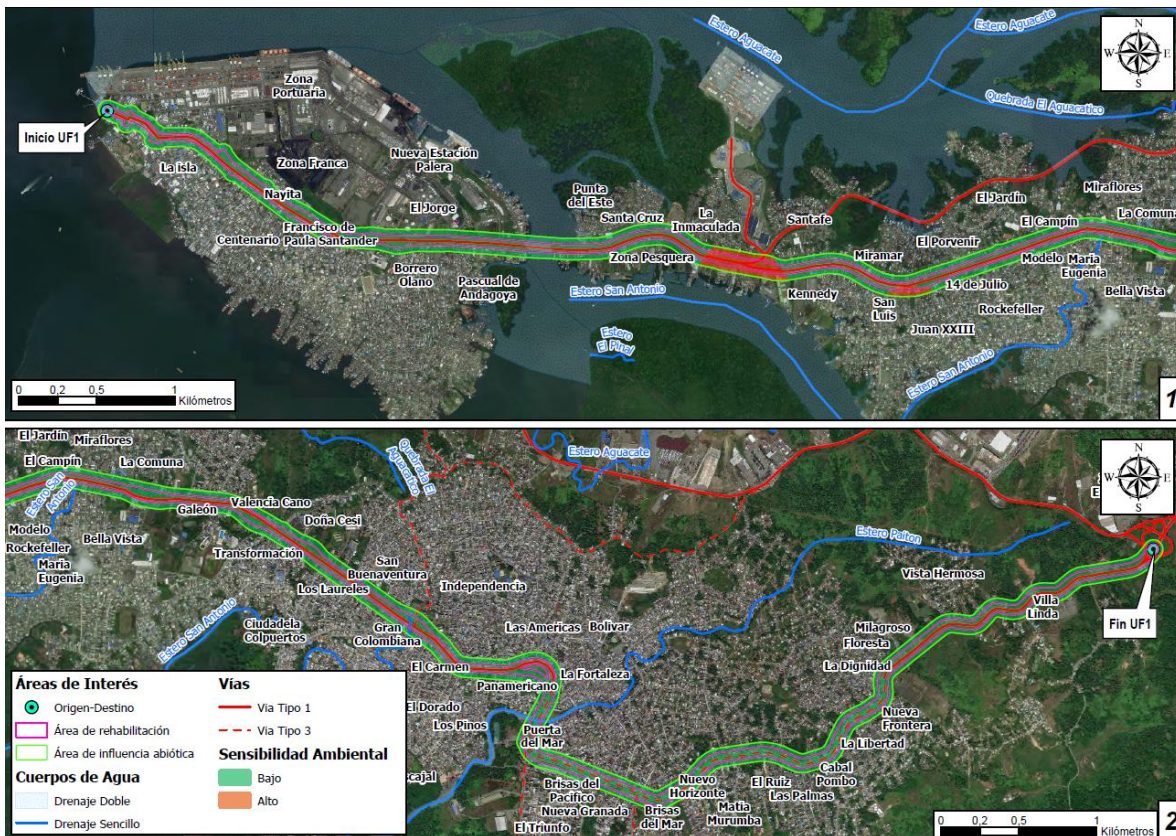 Estero Aguacate
Estero Aguacate
N
W
E
S
Zona
Portuaria
Quebrada El Aguacatico
Inicio UF1
La isla
Zona Franca
Nueva Estación
Palera
Nayita
El Jorge
Punta
del Este
Santa Cruz
La
Inmaculada
Santafe
El Jardín
Miraflores
La Comuna
Centenario
Francisco de
Paula Santander
Zona Pesquera
Miramar
El Porvenir
El Campín
Borrero
Olano
Pascual de
Andagoya
Estero San Antonio
Kennedy
San
Luis
14 de Julio
Modelo
Maria
Eugenia
Bella Vista
Rockefeller
Juan XXIII
Estero
El Pinal
Estero San Antonio
0 0,2 0,5 1
Kilómetros
1
El Jardín
Miraflores
El Campín
La Comuna
Quebrada El
Aguacatico
Estero Aguacate
N
W
E
S
Estero San
Antonio
Galeón
Valencia Cano
Doña Cesi
Modelo
Rockefeller
Maria
Eugenia
Bella Vista
Transformación
San
Buenaventura
Los Laureles
Independencia
Estero Paiton
Vista Hermosa
Villa
Linda
Fin UF1
Estero San Antonio
Ciudadela
Colpuertos
Gran
Colombiana
Las Americas
Bolivar
Milagroso
Floresta
La Dignidad
El Carmen
Panamericano
La Fortaleza
El Dorado
Los Pinos
Puerta
del Mar
Nueva
Frontera
La Libertad
Cabal
Pombo
Brisas del
Pacifico
Nueva Granada
El Triunfo
Brisas
del Mar
Nuevo
Horizonte
Matia
Murumba
El Ruiz
Las Palmas
Áreas de Interés
Origen-Destino
Área de rehabilitación
Área de influencia abiótica
Cuerpos de Agua
Drenaje Doble
Drenaje Sencillo
Vías
Via Tipo 1
Via Tipo 3
Sensibilidad Ambiental
Bajo
Alto
0 0,2 0,5 1
Kilómetros
2